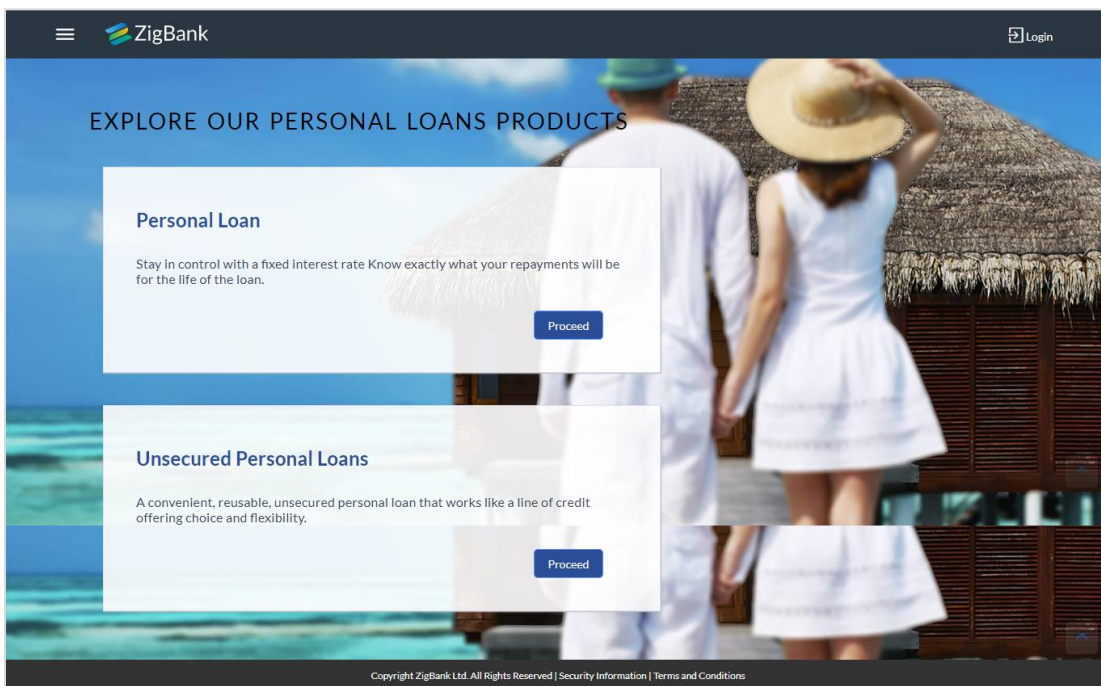 ZigBank
Login
EXPLORE OUR PERSONAL LOANS PRODUCTS
Personal Loan
Stay in control with a fixed interest rate Know exactly what your repayments will be
for the life of the loan.
Proceed
Unsecured Personal Loans
A convenient, reusable, unsecured personal loan that works like a line of credit
offering choice and flexibility.
Proceed
Copyright ZigBank Ltd. All Rights Reserved | Security Information | Terms and Conditions